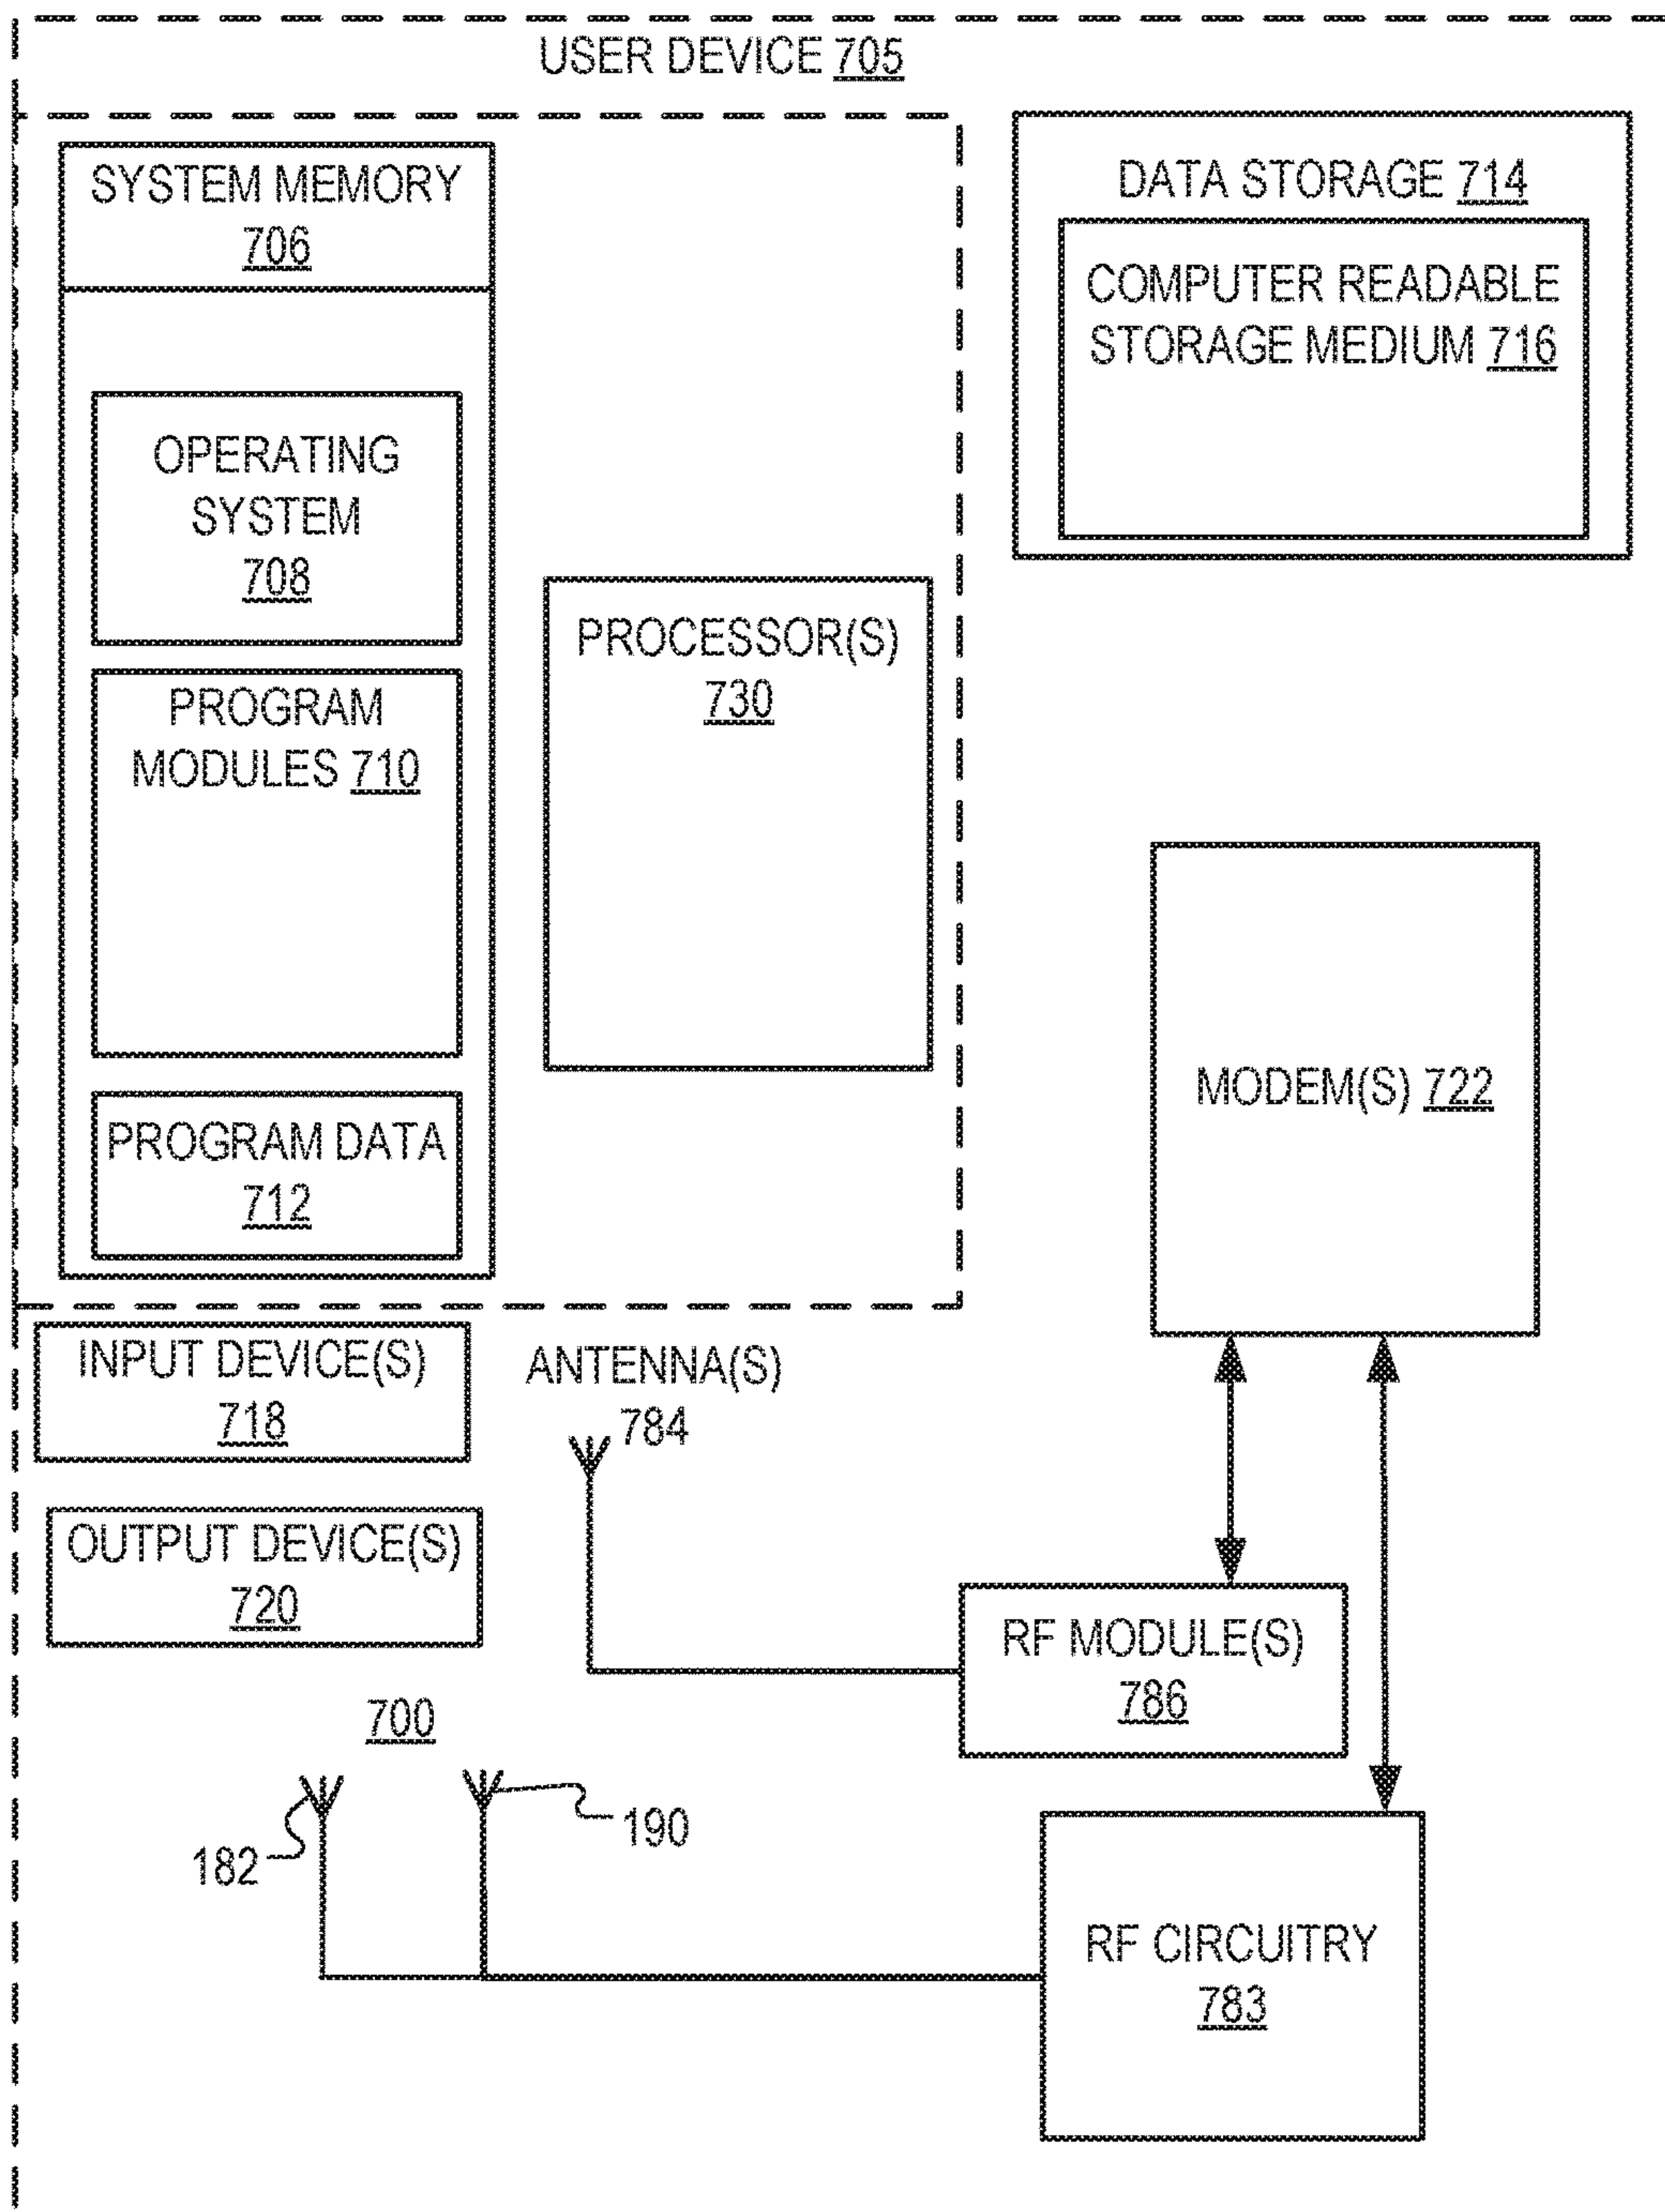 USER DEVICE 705
SYSTEM MEMORY
706
OPERATING
SYSTEM
708
PROGRAM
MODULES 710
PROGRAM DATA
712
PROCESSOR(S)
730
DATA STORAGE 714
COMPUTER READABLE
STORAGE MEDIUM 716
MODEM(S) 722
INPUT DEVICE(S)
718
OUTPUT DEVICE(S)
720
ANTENNA(S)
784
RF MODULE(S)
786
700
182
190
RF CIRCUITRY
783